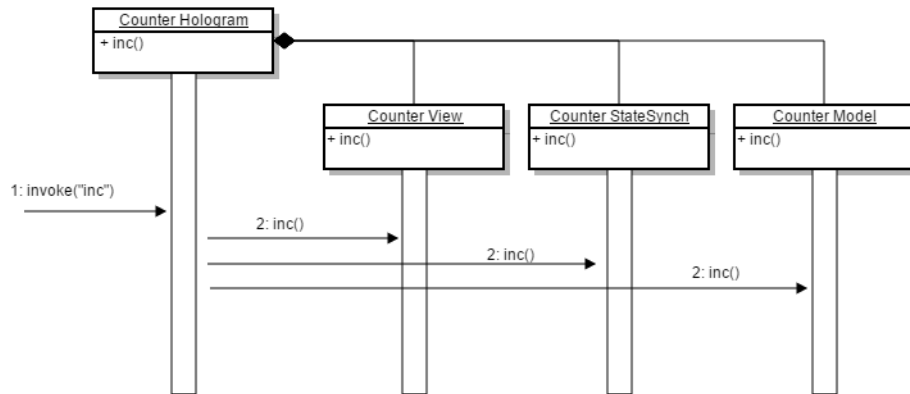 Counter Hologram
+ inc()
Counter View
+ inc()
Counter StateSynch
+ inc()
Counter Model
+ inc()
1: invoke("inc")
2: inc()
2: inc()
2: inc()